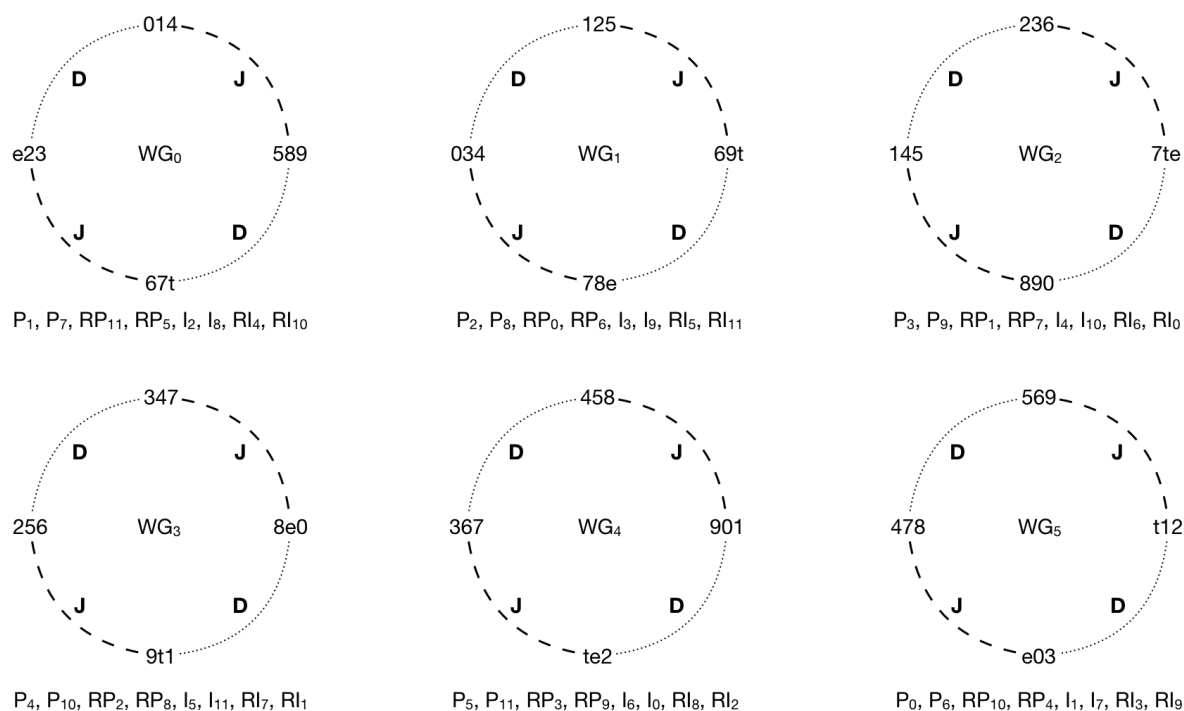 014 125 236
D J D J D J
e23 WG₀ 589 034 WG₁ 69t 145 WG₂ 7te
J D J D J D
67t 78e 890
P₁, P₇, RP₁₁, RP₅, I₂, I₈, RI₄, RI₁₀ P₂, P₈, RP₀, RP₆, I₃, I₉, RI₅, RI₁₁ P₃, P₉, RP₁, RP₇, I₄, I₁₀, RI₆, RI₀
347 458 569
D J D J D J
256 WG₃ 8e0 367 WG₄ 901 478 WG₅ t12
J D J D J D
9t1 te2 e03
P₄, P₁₀, RP₂, RP₈, I₅, I₁₁, RI₇, RI₁ P₅, P₁₁, RP₃, RP₉, I₆, I₀, RI₈, RI₂ P₀, P₆, RP₁₀, RP₄, I₁, I₇, RI₃, RI₉